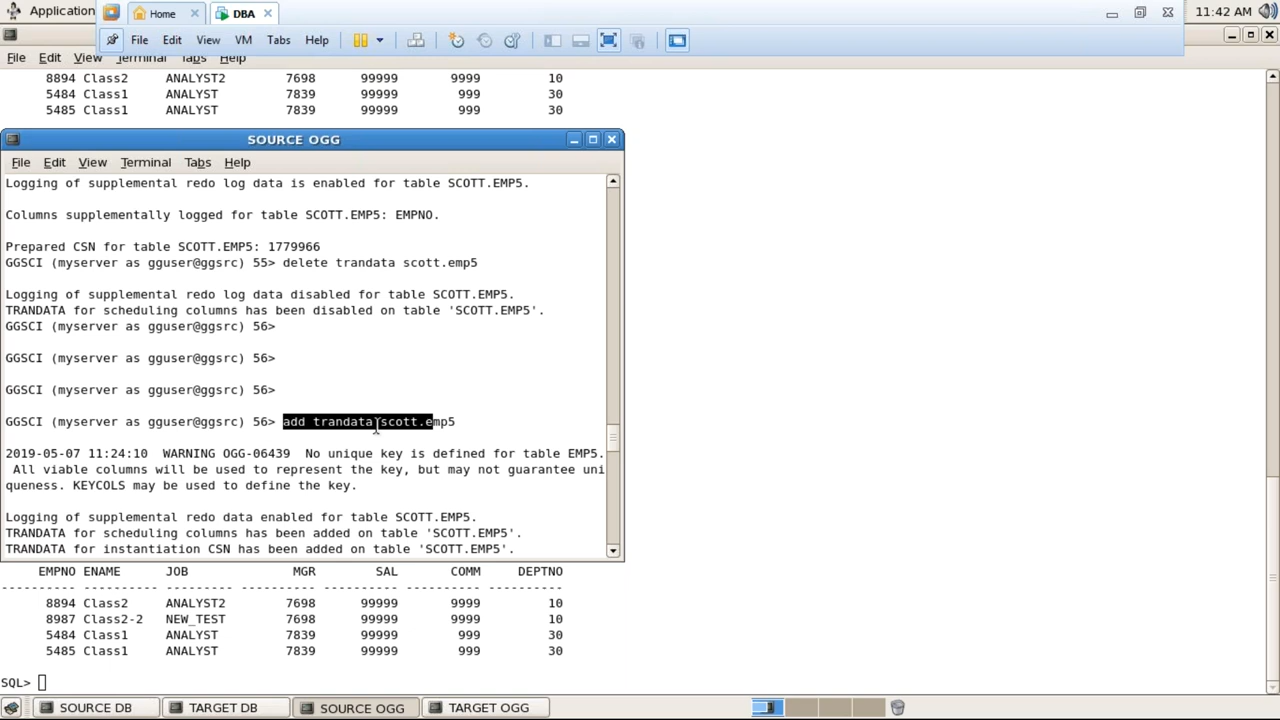 Application
Home
DBA
11:42 AM
File Edit View VM Tabs Help
File Edit View Terminal Tabs Help
8894 Class2 ANALYST2 7698 99999 9999 10
5484 Class1 ANALYST 7839 99999 999 30
5485 Class1 ANALYST 7839 99999 999 30
SOURCE OGG
File Edit View Terminal Tabs Help
Logging of supplemental redo log data is enabled for table SCOTT.EMP5.
Columns supplementally logged for table SCOTT.EMP5: EMPNO.
Prepared CSN for table SCOTT.EMP5: 1779966
GGSCI (myserver as gguser@ggsrc) 55> delete trandata scott.emp5
Logging of supplemental redo log data disabled for table SCOTT.EMP5.
TRANDATA for scheduling columns has been disabled on table 'SCOTT.EMP5'.
GGSCI (myserver as gguser@ggsrc) 56>
GGSCI (myserver as gguser@ggsrc) 56>
GGSCI (myserver as gguser@ggsrc) 56>
GGSCI (myserver as gguser@ggsrc) 56> add trandata scott.emp5
2019-05-07 11:24:10 WARNING OGG-06439 No unique key is defined for table EMP5.
All viable columns will be used to represent the key, but may not guarantee uni
queness. KEYCOLS may be used to define the key.
Logging of supplemental redo data enabled for table SCOTT.EMP5.
TRANDATA for scheduling columns has been added on table 'SCOTT.EMP5'.
TRANDATA for instantiation CSN has been added on table 'SCOTT.EMP5'.
EMPNO ENAME JOB MGR SAL COMM DEPTNO
---------- ---------- --------- ---------- ---------- ---------- ----------
8894 Class2 ANALYST2 7698 99999 9999 10
8987 Class2-2 NEW_TEST 7698 99999 9999 10
5484 Class1 ANALYST 7839 99999 999 30
5485 Class1 ANALYST 7839 99999 999 30
SQL>
SOURCE DB
TARGET DB
SOURCE OGG
TARGET OGG